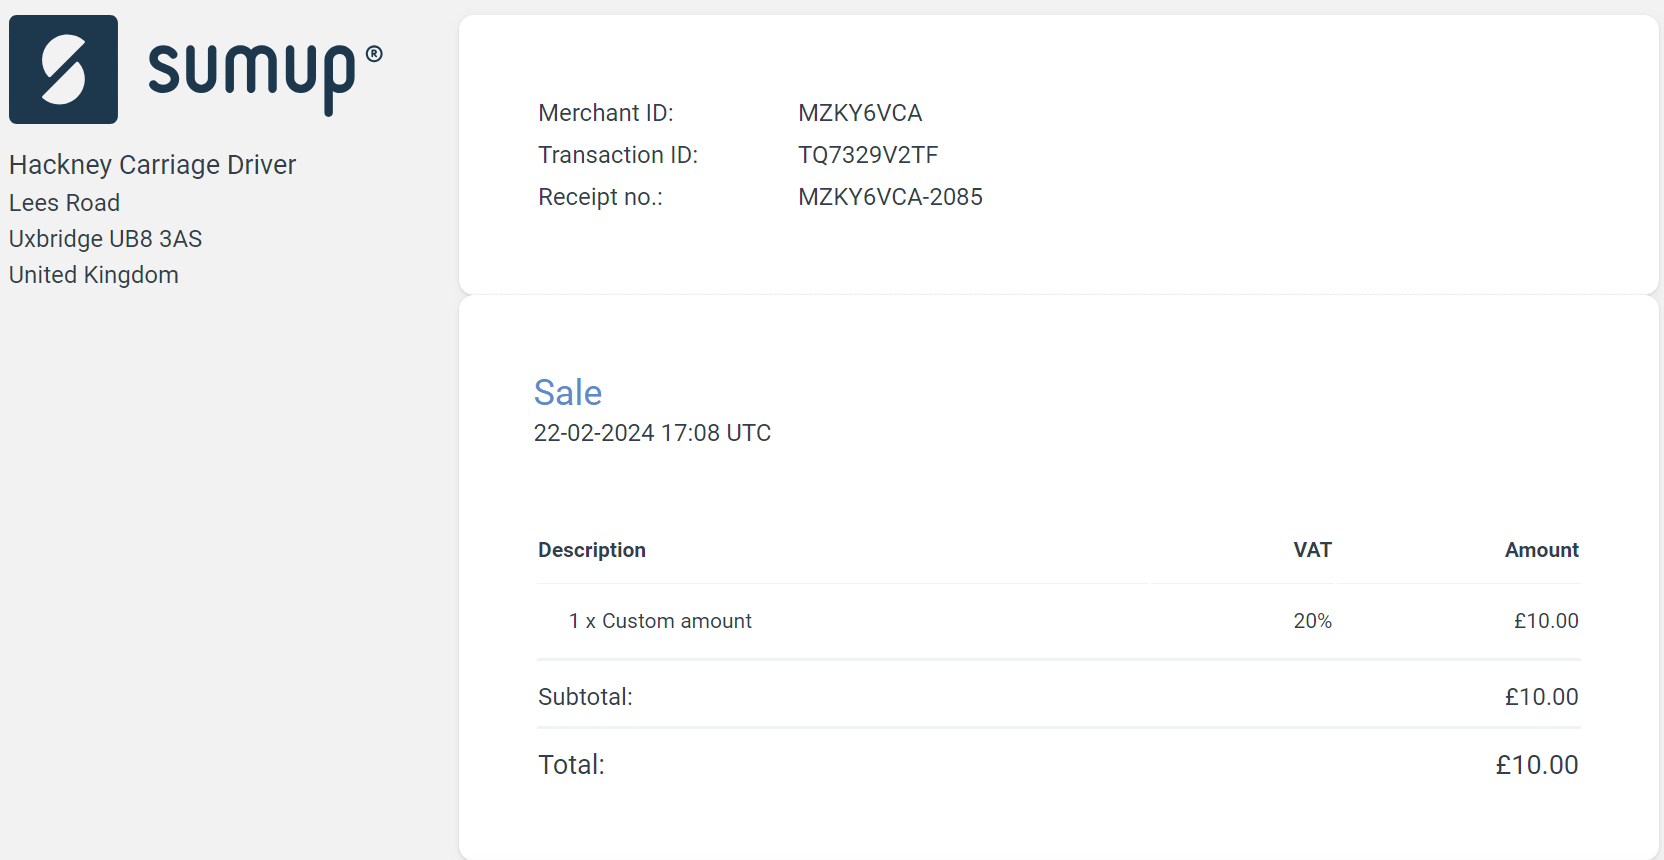 sumup®
Hackney Carriage Driver
Lees Road
Uxbridge UB8 3AS
United Kingdom
Merchant ID: MZKY6VCA
Transaction ID: TQ7329V2TF
Receipt no.: MZKY6VCA-2085
Sale
22-02-2024 17:08 UTC
Description VAT Amount
1 x Custom amount 20% £10.00
Subtotal: £10.00
Total: £10.00